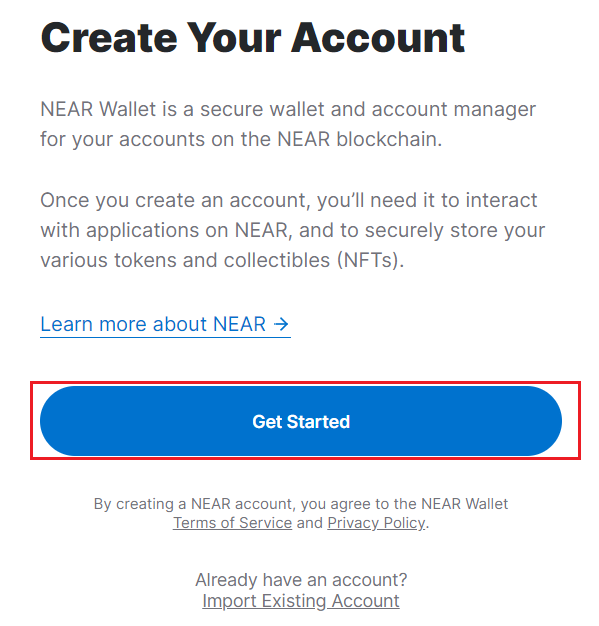 Create Your Account
NEAR Wallet is a secure wallet and account manager
for your accounts on the NEAR blockchain.
Once you create an account, you’ll need it to interact
with applications on NEAR, and to securely store your
various tokens and collectibles (NFTs).
Learn more about NEAR →
Get Started
By creating a NEAR account, you agree to the NEAR Wallet
Terms of Service and Privacy Policy.
Already have an account?
Import Existing Account